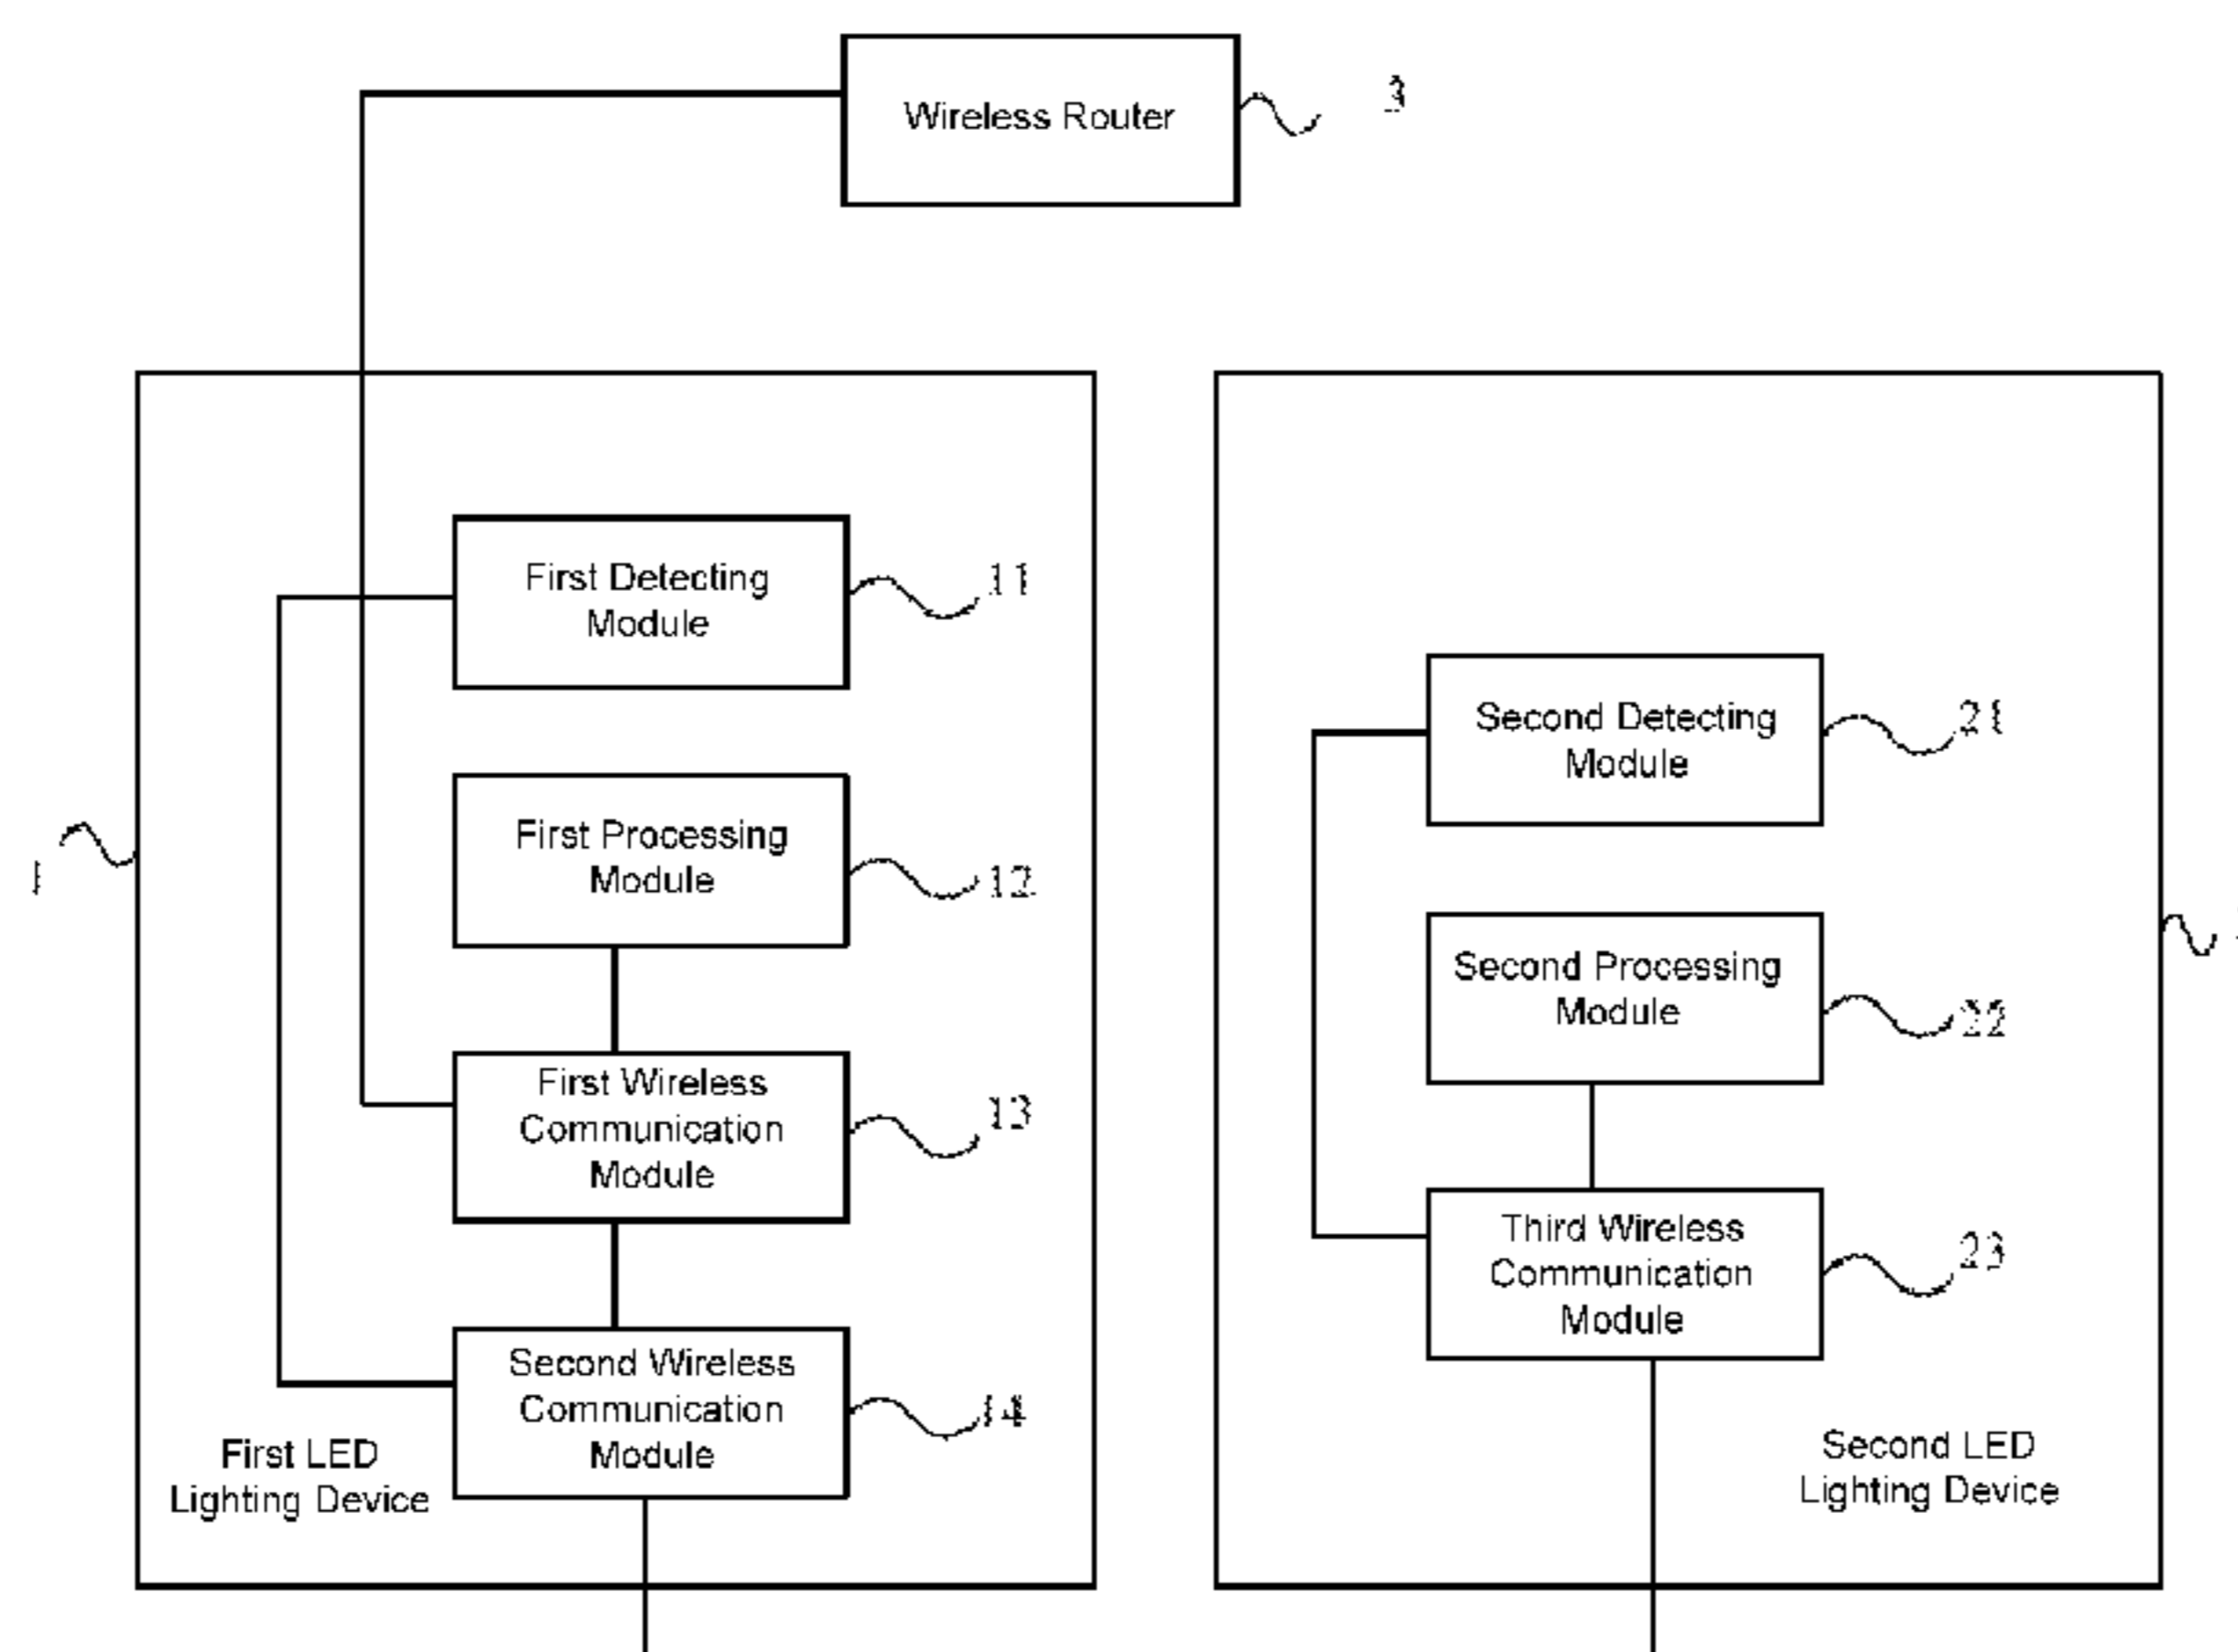 Wireless Router
3
First Detecting
Module
11
First Processing
Module
12
1
First Wireless
Communication
Module
13
Second Wireless
Communication
Module
14
First LED
Lighting Device
Second Detecting
Module
21
Second Processing
Module
22
Third Wireless
Communication
Module
23
Second LED
Lighting Device